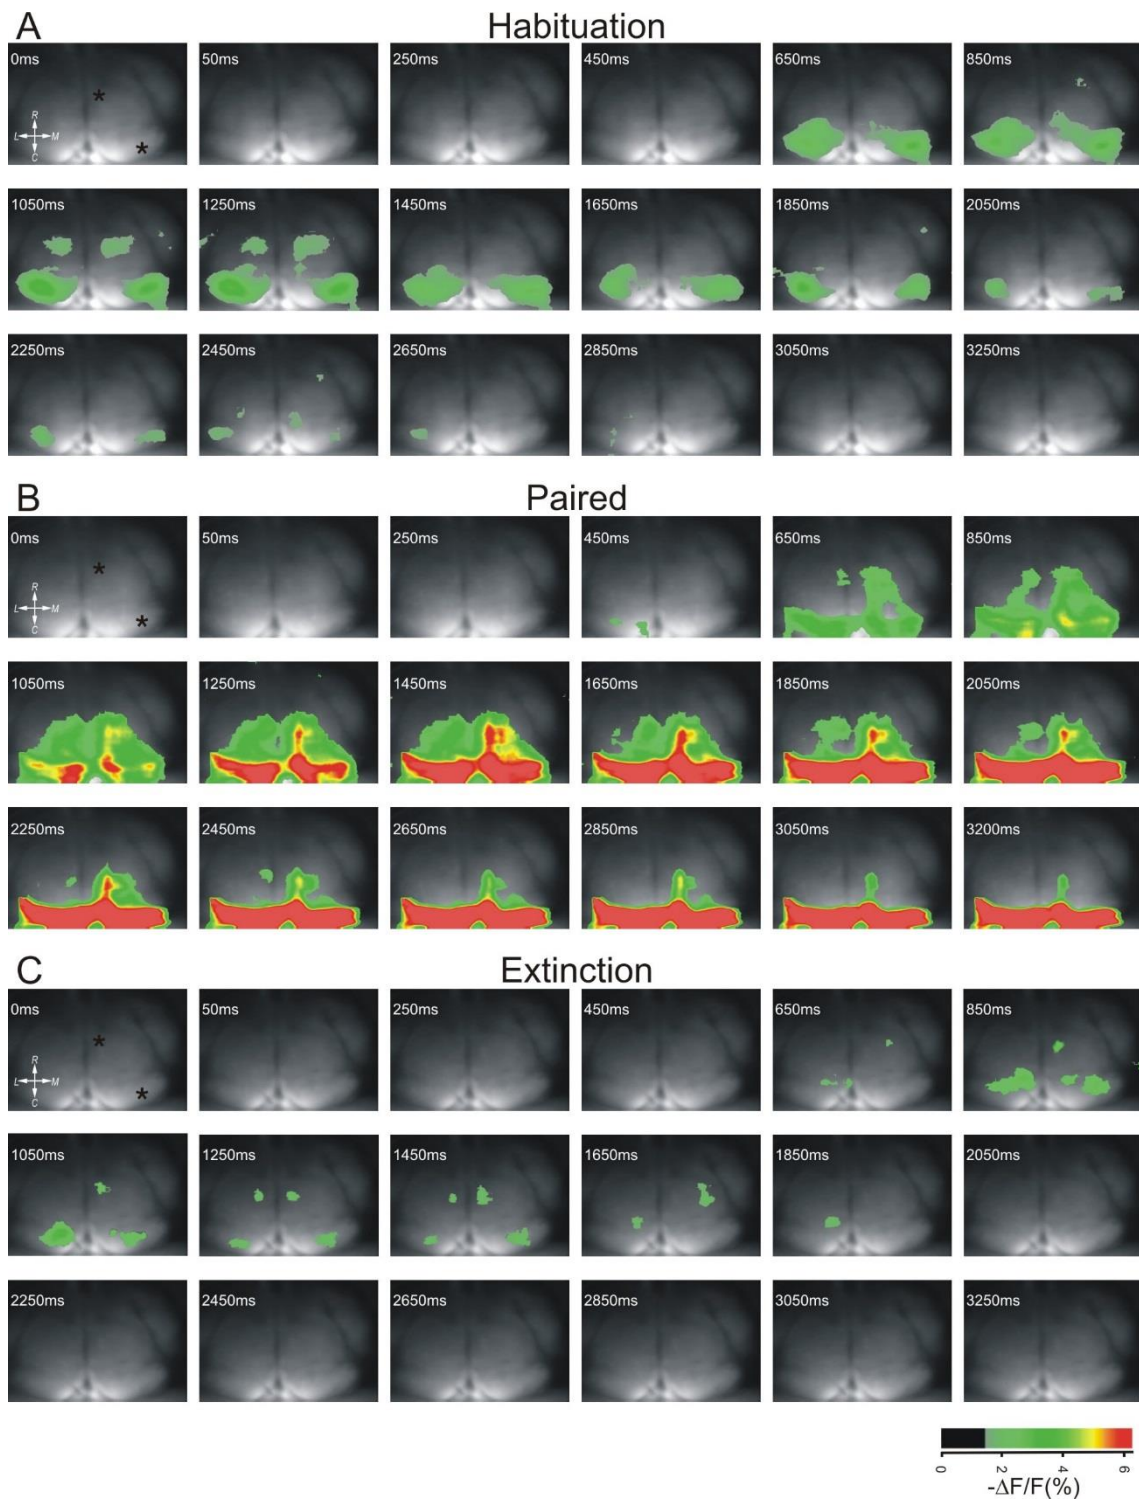 A
Habituation
0ms 50ms 250ms 450ms 650ms 850ms
R
L M
C
* *
1050ms 1250ms 1450ms 1650ms 1850ms 2050ms
2250ms 2450ms 2650ms 2850ms 3050ms 3250ms
B
Paired
0ms 50ms 250ms 450ms 650ms 850ms
R
L M
C
* *
1050ms 1250ms 1450ms 1650ms 1850ms 2050ms
2250ms 2450ms 2650ms 2850ms 3050ms 3200ms
C
Extinction
0ms 50ms 250ms 450ms 650ms 850ms
R
L M
C
* *
1050ms 1250ms 1450ms 1650ms 1850ms 2050ms
2250ms 2450ms 2650ms 2850ms 3050ms 3250ms
0 2 4 6
-ΔF/F(%)